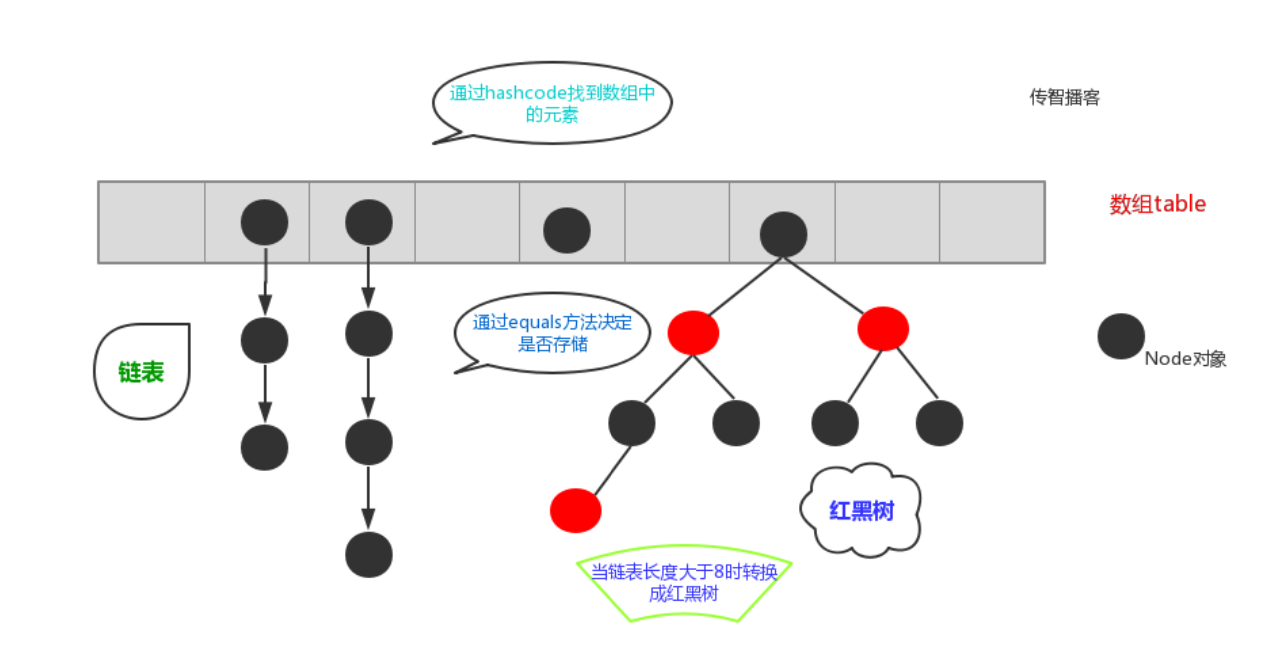 通过hashcode找到数组中
的元素
传智播客
数组table
通过equals方法决定
是否存储
链表
Node对象
红黑树
当链表长度大于8时转换
成红黑树